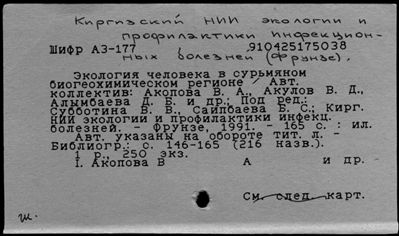 Киргизский НИИ экологии и
профилактики инфекцион-
Шифр АЗ-177 ных болезней (Фрунзе). 910425175038
Экология человека в сурьмяном
биогеохимическом регионе / Авт.
коллектив: Акопова В. А., Акулов В. Д.,
Алымбаева Д. Б. и др.; Под ред.:
Субботина В. В., Саипбаева Б. С.; Кирг.
НИИ экологии и профилактики инфекц.
болезней. - Фрунзе, 1991. - 165 с. : ил.
Авт. указаны на обороте тит. л. -
Библиогр.: с. 146-165 (216 назв.).
1 р., 250 экз.
I. Акопова В А и др.
См. след. карт.